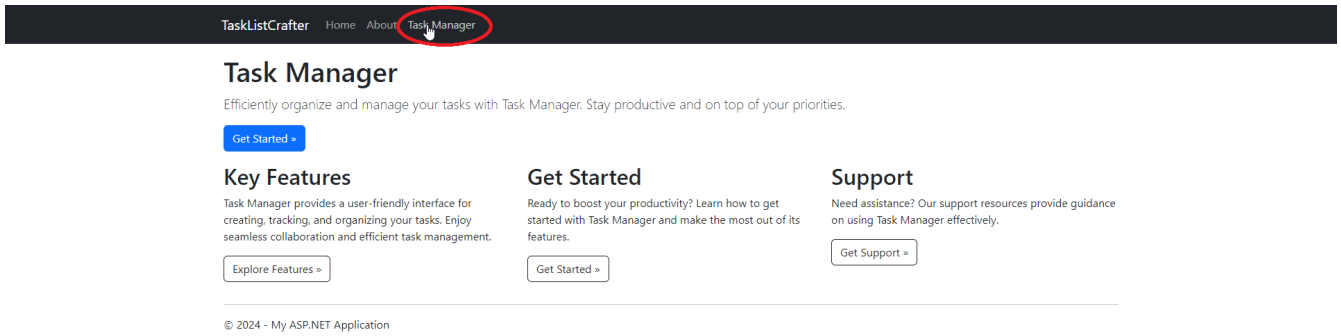 TaskListCrafter Home About Task Manager
Task Manager
Efficiently organize and manage your tasks with Task Manager. Stay productive and on top of your priorities.
Get Started »
Key Features
Task Manager provides a user-friendly interface for
creating, tracking, and organizing your tasks. Enjoy
seamless collaboration and efficient task management.
Explore Features »
Get Started
Ready to boost your productivity? Learn how to get
started with Task Manager and make the most out of its
features.
Get Started »
Support
Need assistance? Our support resources provide guidance
on using Task Manager effectively.
Get Support »
© 2024 - My ASP.NET Application